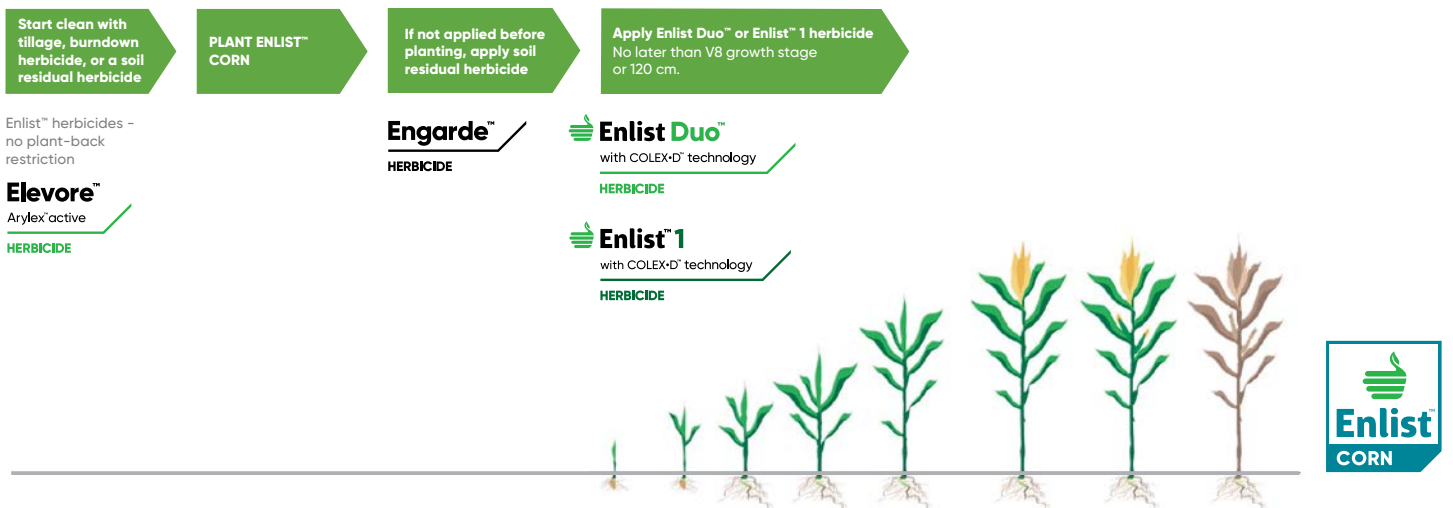 Start clean with
tillage, burndown
herbicide, or a soil
residual herbicide
PLANT ENLIST™
CORN
If not applied before
planting, apply soil
residual herbicide
Apply Enlist Duo™ or Enlist™ 1 herbicide
No later than V8 growth stage
or 120 cm.
Enlist™ herbicides -
no plant-back
restriction
Elevore™
Arylex™active
HERBICIDE
Engarde™
HERBICIDE
Enlist Duo™
with COLEX•D™ technology
HERBICIDE
Enlist™ 1
with COLEX•D™ technology
HERBICIDE
Enlist™
CORN